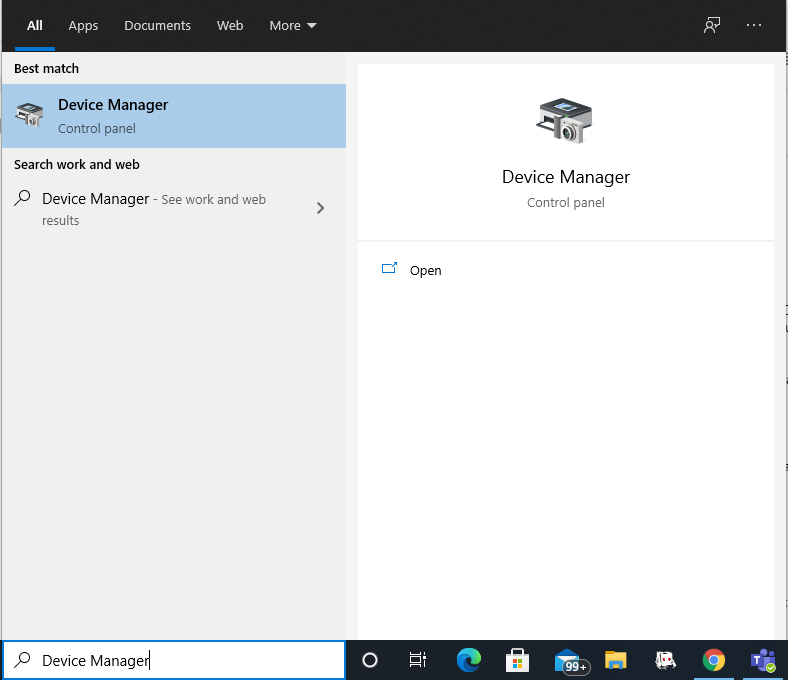 All Apps Documents Web More
Best match
Device Manager
Control panel
Search work and web
Device Manager - See work and web
results
Device Manager
Control panel
Open
Device Manager
99+
T